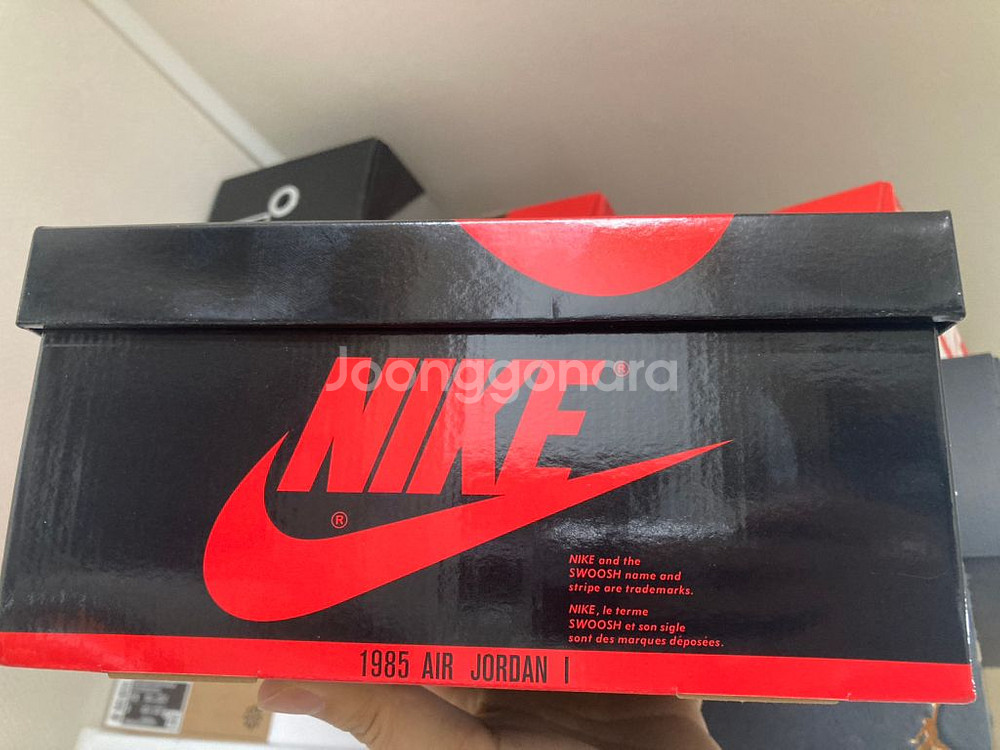 Joonggonara
NIKE®
®
NIKE and the
SWOOSH name and
stripe are trademarks.
NIKE, le terme
SWOOSH et son sigle
sont des marques déposées.
1985 AIR JORDAN I